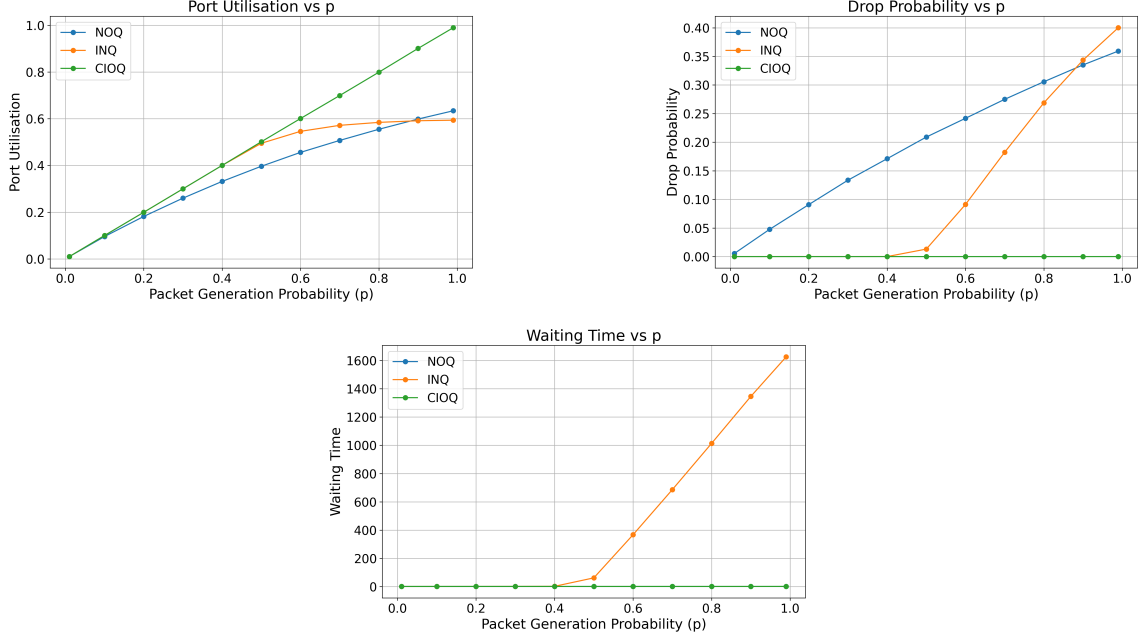 Port Utilisation vs p
1.0
0.8
0.6
0.4
0.2
0.0
Port Utilisation
NOQ
INQ
CIOQ
0.0 0.2 0.4 0.6 0.8 1.0
Packet Generation Probability (p)
Drop Probability vs p
0.40
0.35
0.30
0.25
0.20
0.15
0.10
0.05
0.00
Drop Probability
NOQ
INQ
CIOQ
0.0 0.2 0.4 0.6 0.8 1.0
Packet Generation Probability (p)
Waiting Time vs p
1600
1400
1200
1000
800
600
400
200
0
Waiting Time
NOQ
INQ
CIOQ
0.0 0.2 0.4 0.6 0.8 1.0
Packet Generation Probability (p)